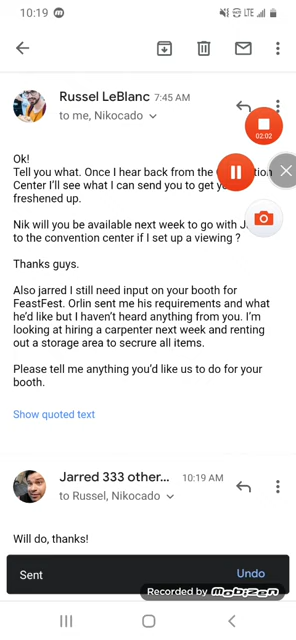 10:19 LTE
Russel LeBlanc 7:45 AM
to me, Nikocado
02:02
Ok!
Tell you what. Once I hear back from the
Center I'll see what I can send you to get
freshened up.
Nik will you be available next week to go with J
to the convention center if I set up a viewing ?
Thanks guys.
Also jarred I still need input on your booth for
FeastFest. Orlin sent me his requirements and what
he'd like but I haven't heard anything from you. I'm
looking at hiring a carpenter next week and renting
out a storage area to secrure all items.
Please tell me anything you'd like us to do for your
booth.
Show quoted text
Jarred 333 other... 10:19 AM
to Russel, Nikocado
Will do, thanks!
Sent Undo
Recorded by Mobizen